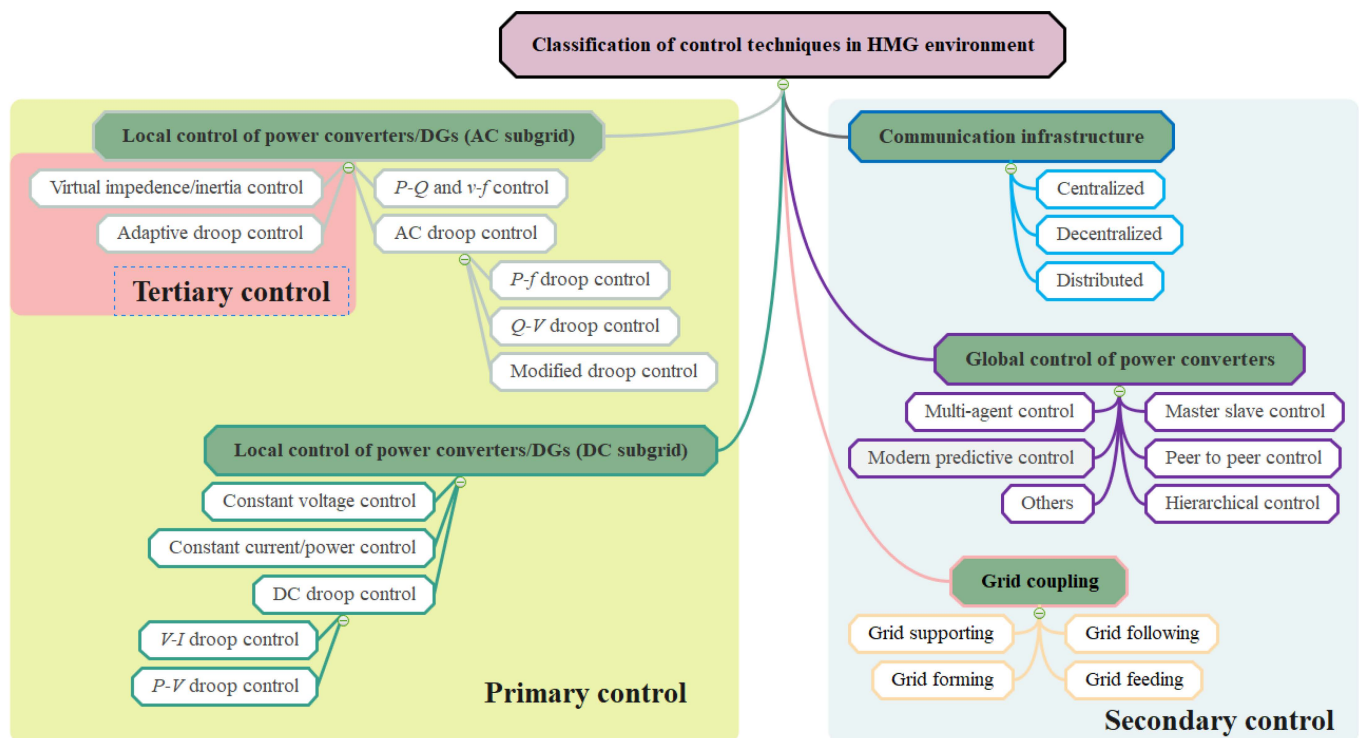 Classification of control techniques in HMG environment
Local control of power converters/DGs (AC subgrid)
Virtual impedence/inertia control
Adaptive droop control
P-Q and v-f control
AC droop control
P-f droop control
Q-V droop control
Modified droop control
Tertiary control
Local control of power converters/DGs (DC subgrid)
Constant voltage control
Constant current/power control
DC droop control
V-I droop control
P-V droop control
Primary control
Communication infrastructure
Centralized
Decentralized
Distributed
Global control of power converters
Multi-agent control
Master slave control
Modern predictive control
Peer to peer control
Others
Hierarchical control
Grid coupling
Grid supporting
Grid following
Grid forming
Grid feeding
Secondary control